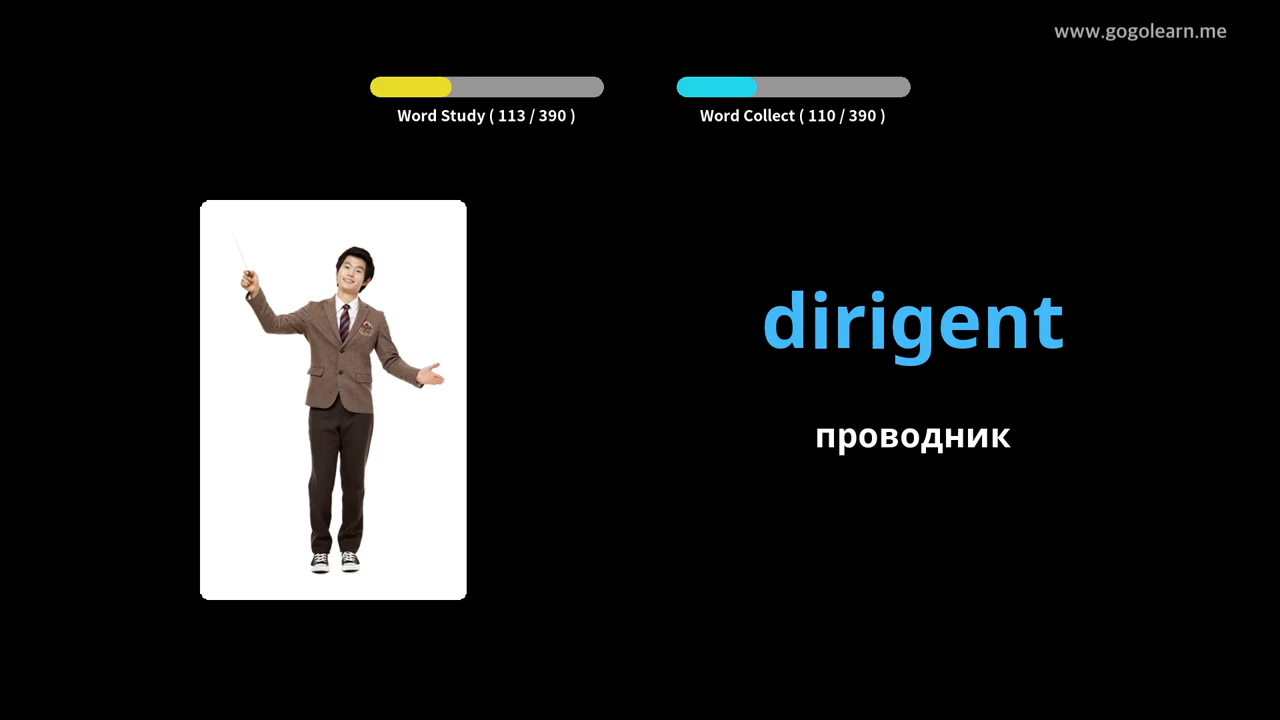 www.gogolearn.me
Word Study ( 113 / 390 )
Word Collect ( 110 / 390 )
dirigent
проводник